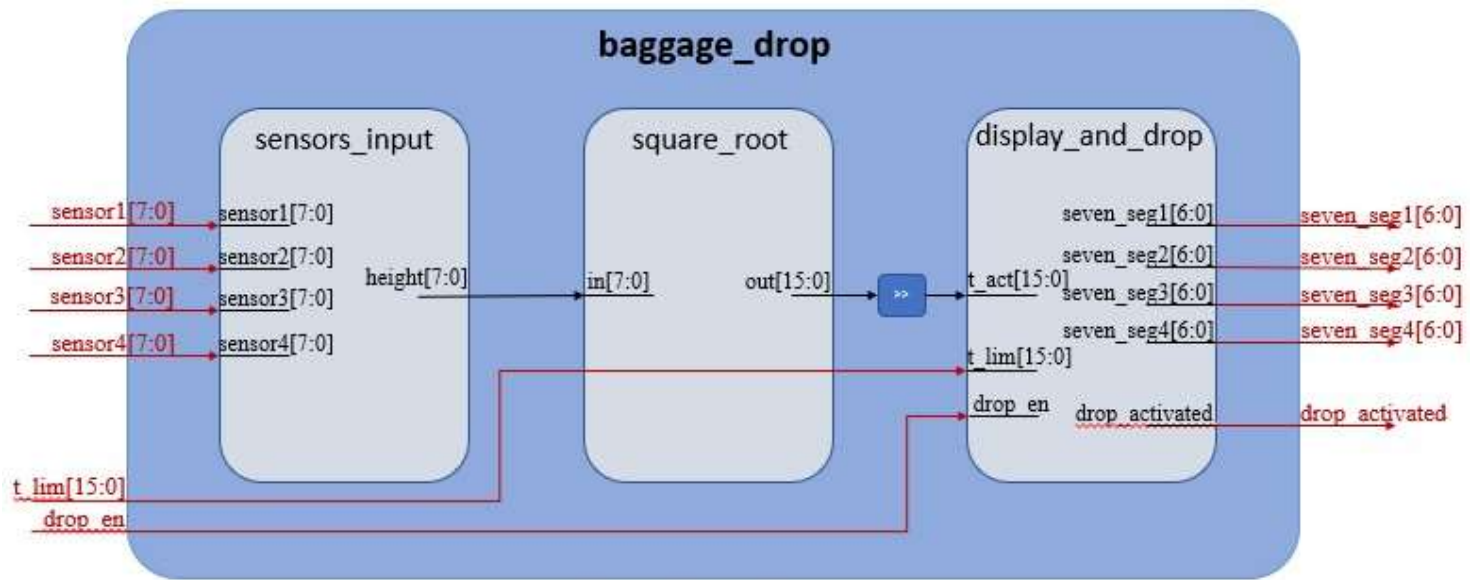 baggage_drop
sensors_input
square_root
display_and_drop
sensor1[7:0]
sensor1[7:0]
seven_seg1[6:0]
seven_seg1[6:0]
sensor2[7:0]
sensor2[7:0]
seven_seg2[6:0]
seven_seg2[6:0]
height[7:0]
in[7:0]
out[15:0]
>>
t_act[15:0]
sensor3[7:0]
sensor3[7:0]
seven_seg3[6:0]
seven_seg3[6:0]
sensor4[7:0]
sensor4[7:0]
seven_seg4[6:0]
seven_seg4[6:0]
t_lim[15:0]
drop_en
drop_activated
drop_activated
t_lim[15:0]
drop_en